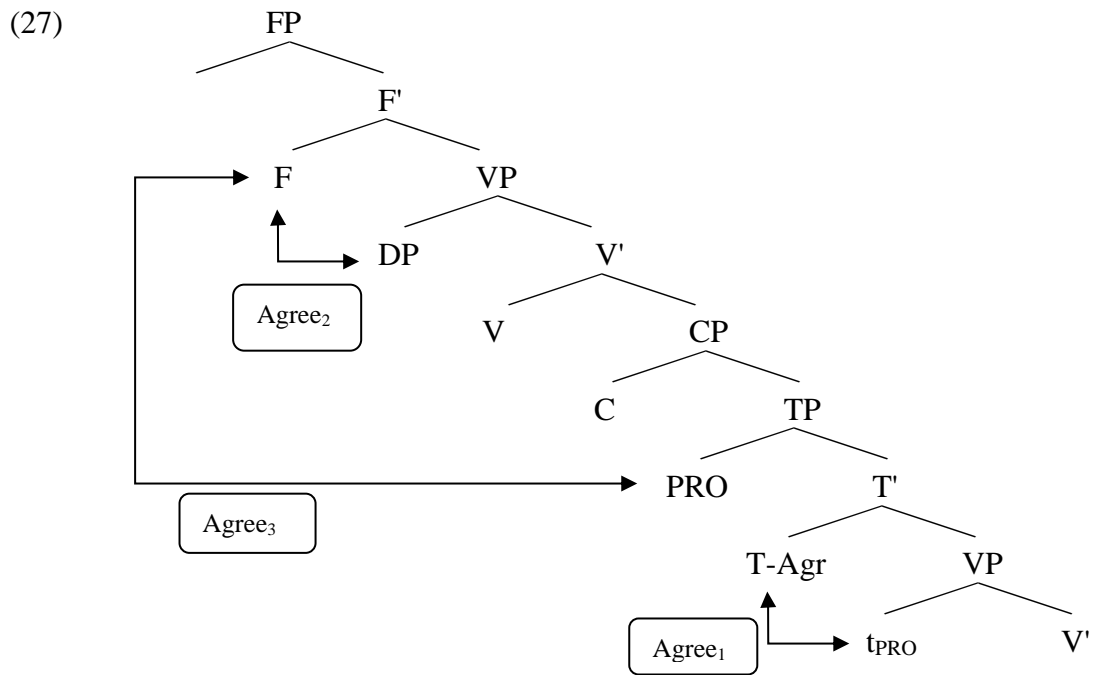 (27) FP
F'
F VP
DP V'
Agree₂
V CP
C TP
PRO T'
Agree₃
T-Agr VP
Agree₁ tPRO V'